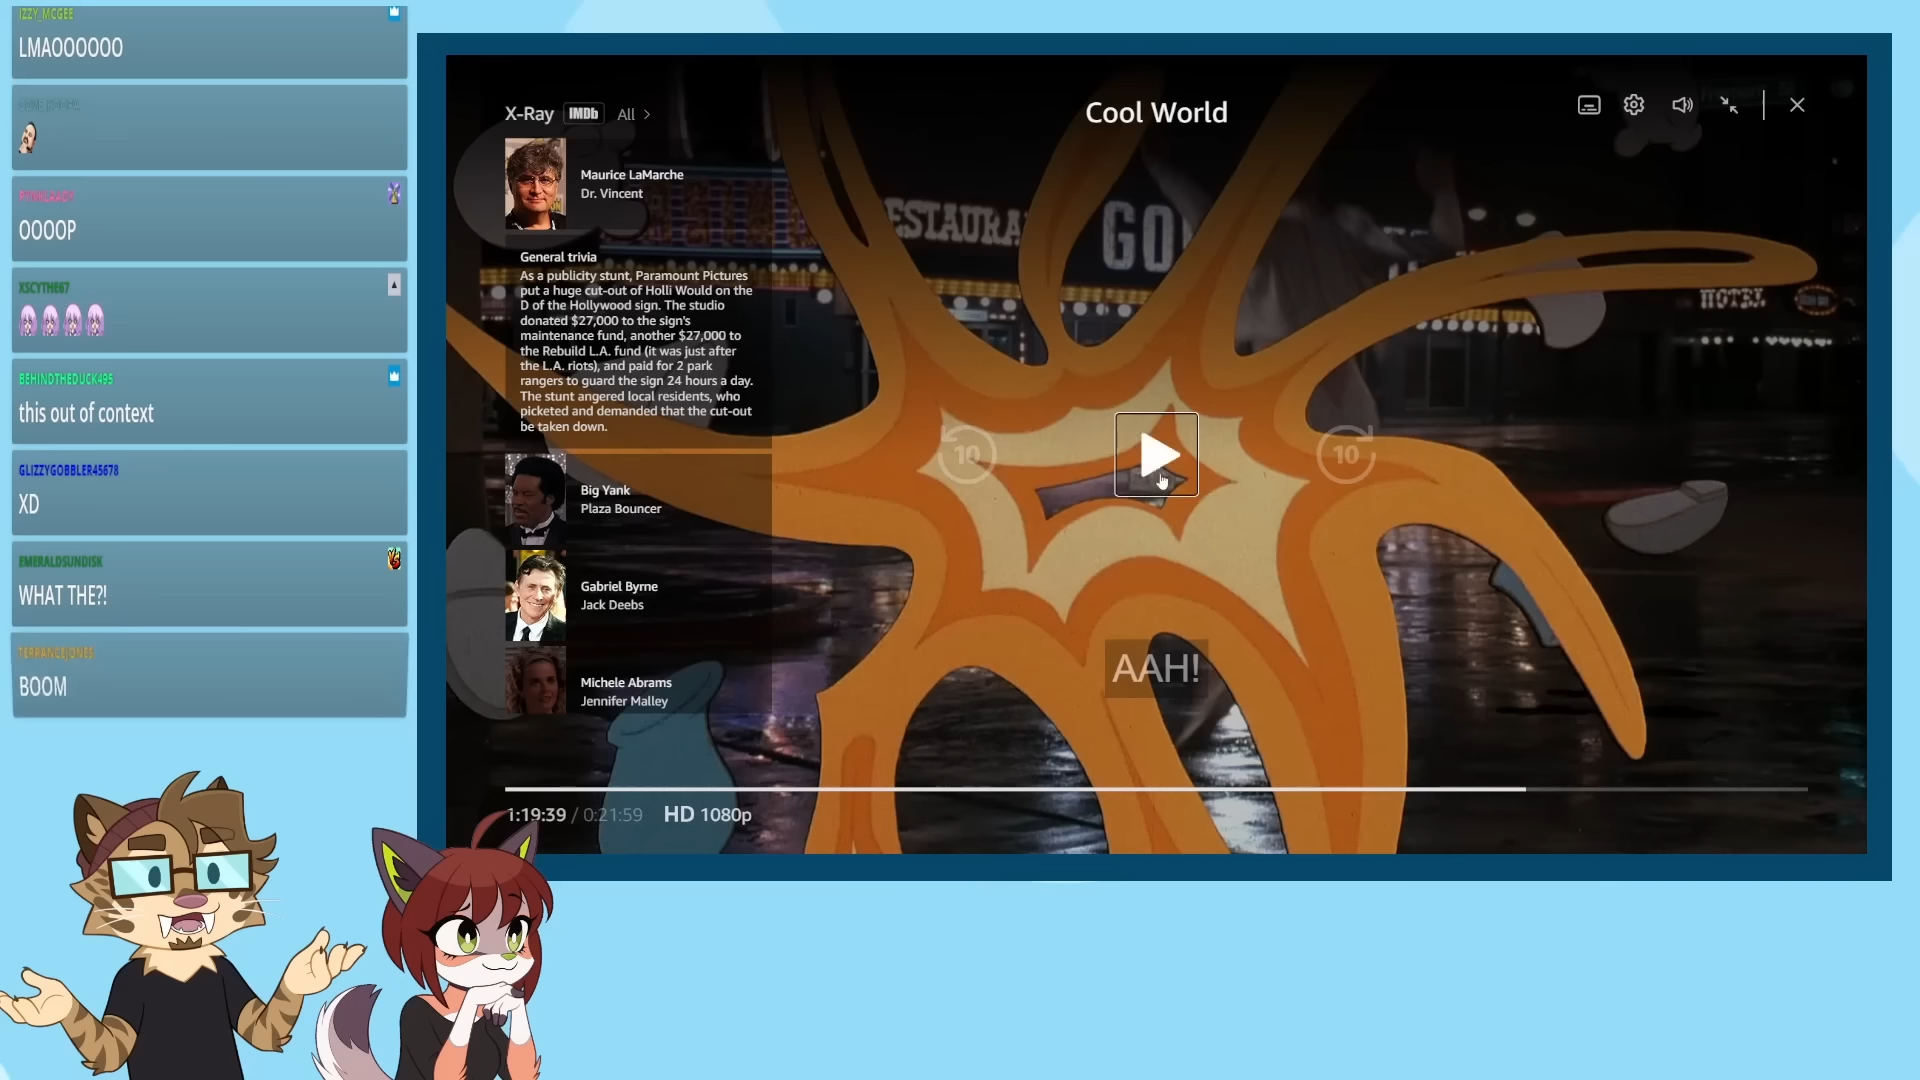 IZZY_MCGEE
LMAOOOOOO
OOOOP
XSCYTHE67
BEHINDTHEDUCK495
this out of context
GLIZZYGOBBLER45678
XD
EMERALDSUNDISK
WHAT THE?!
TERRANCEJONES
BOOM
X-Ray IMDb All >
Cool World
Maurice LaMarche
Dr. Vincent
General trivia
As a publicity stunt, Paramount Pictures
put a huge cut-out of Holli Would on the
D of the Hollywood sign. The studio
donated $27,000 to the sign's
maintenance fund, another $27,000 to
the Rebuild L.A. fund (it was just after
the L.A. riots), and paid for 2 park
rangers to guard the sign 24 hours a day.
The stunt angered local residents, who
picketed and demanded that the cut-out
be taken down.
Big Yank
Plaza Bouncer
Gabriel Byrne
Jack Deebs
Michele Abrams
Jennifer Malley
ESTAURA
GO
HOTEL
10
10
AAH!
1:19:39 / 0:21:59 HD 1080p